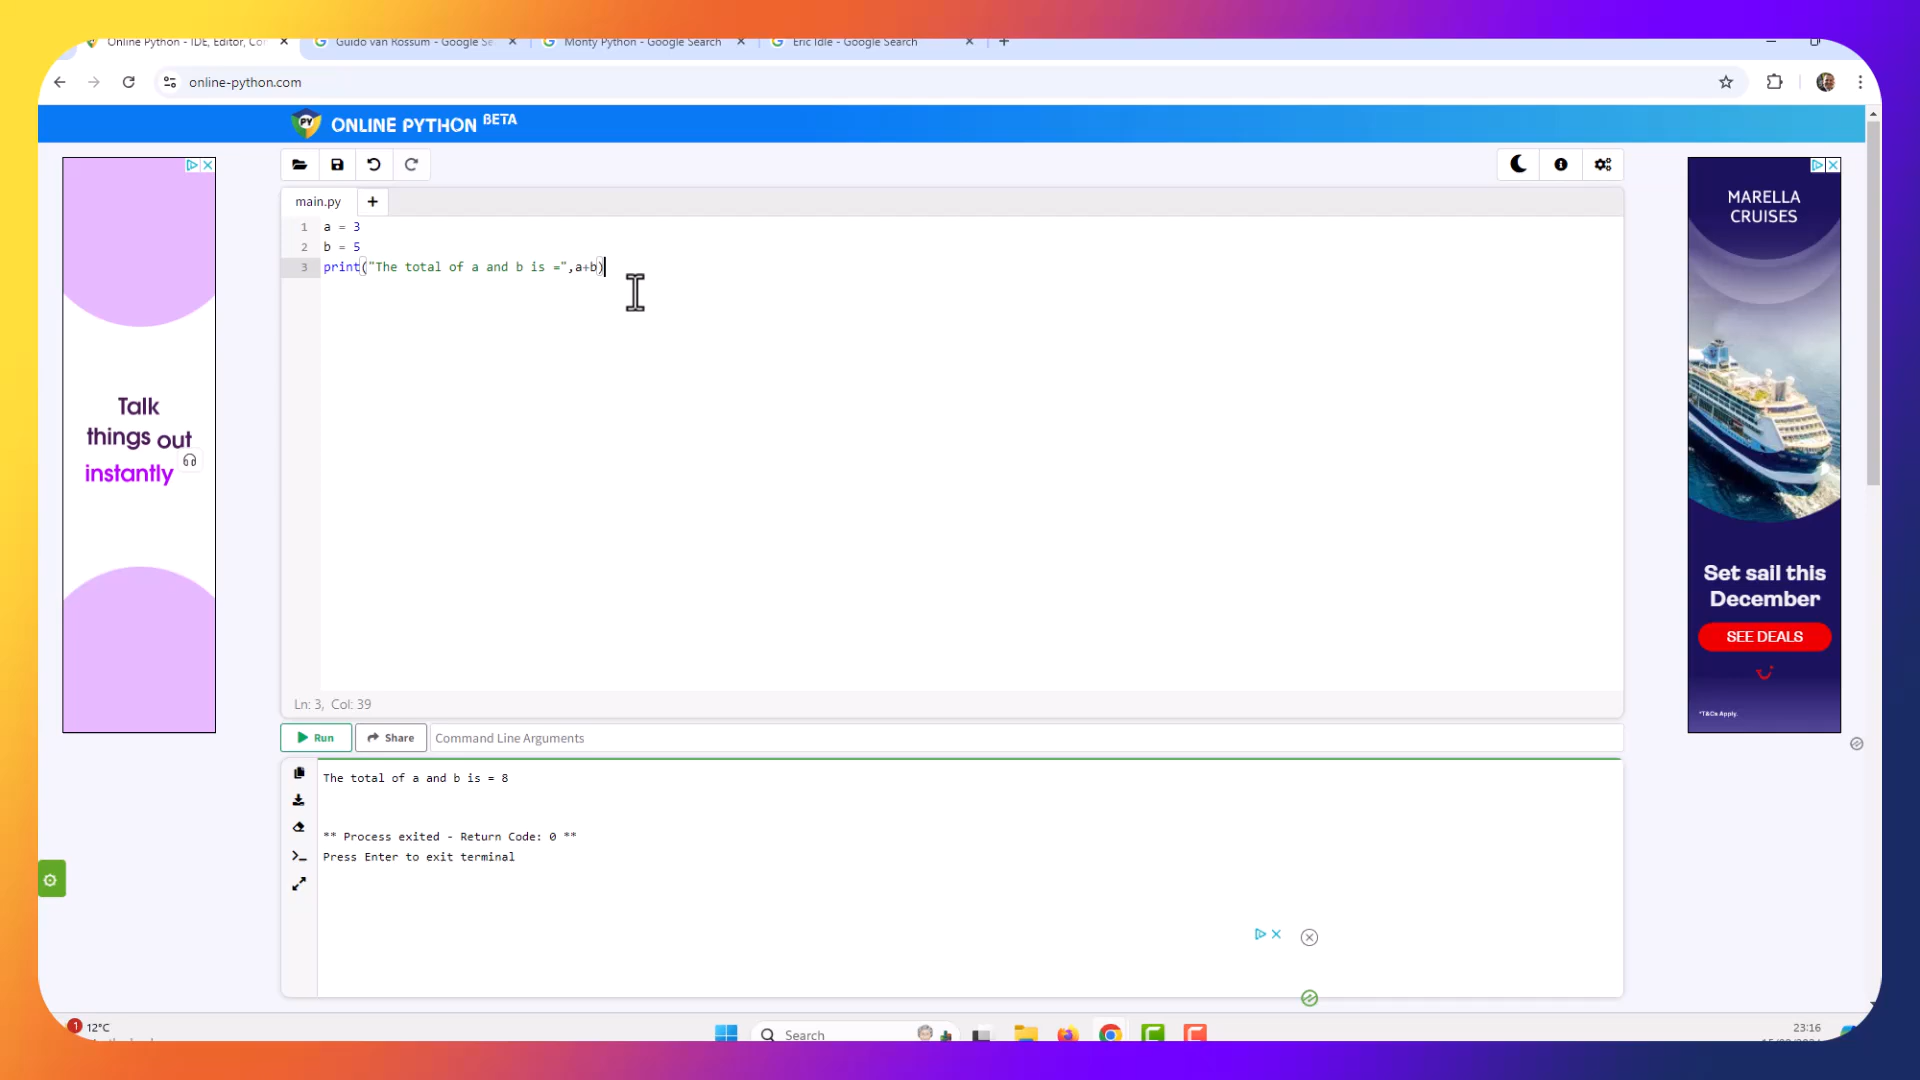 Online Python - IDE, Editor, Co
Guido van Rossum - Google Se
Monty Python - Google Search
Eric Idle - Google Search
online-python.com
PY
ONLINE PYTHON BETA
main.py
1 a = 3
2 b = 5
3 print("The total of a and b is =",a+b)
Ln: 3, Col: 39
Run
Share
Command Line Arguments
The total of a and b is = 8
** Process exited - Return Code: 0 **
Press Enter to exit terminal
Talk
things out
instantly
MARELLA
CRUISES
Set sail this
December
SEE DEALS
*T&Cs Apply.
1
12°C
Search
23:16